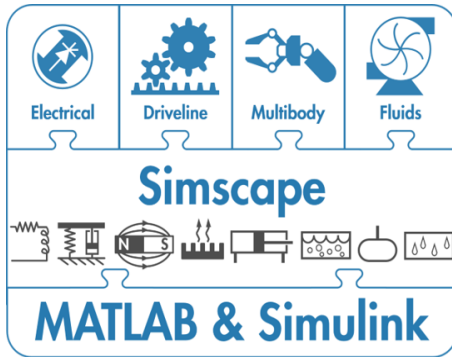 Electrical Driveline Multibody Fluids
Simscape
N S
MATLAB & Simulink